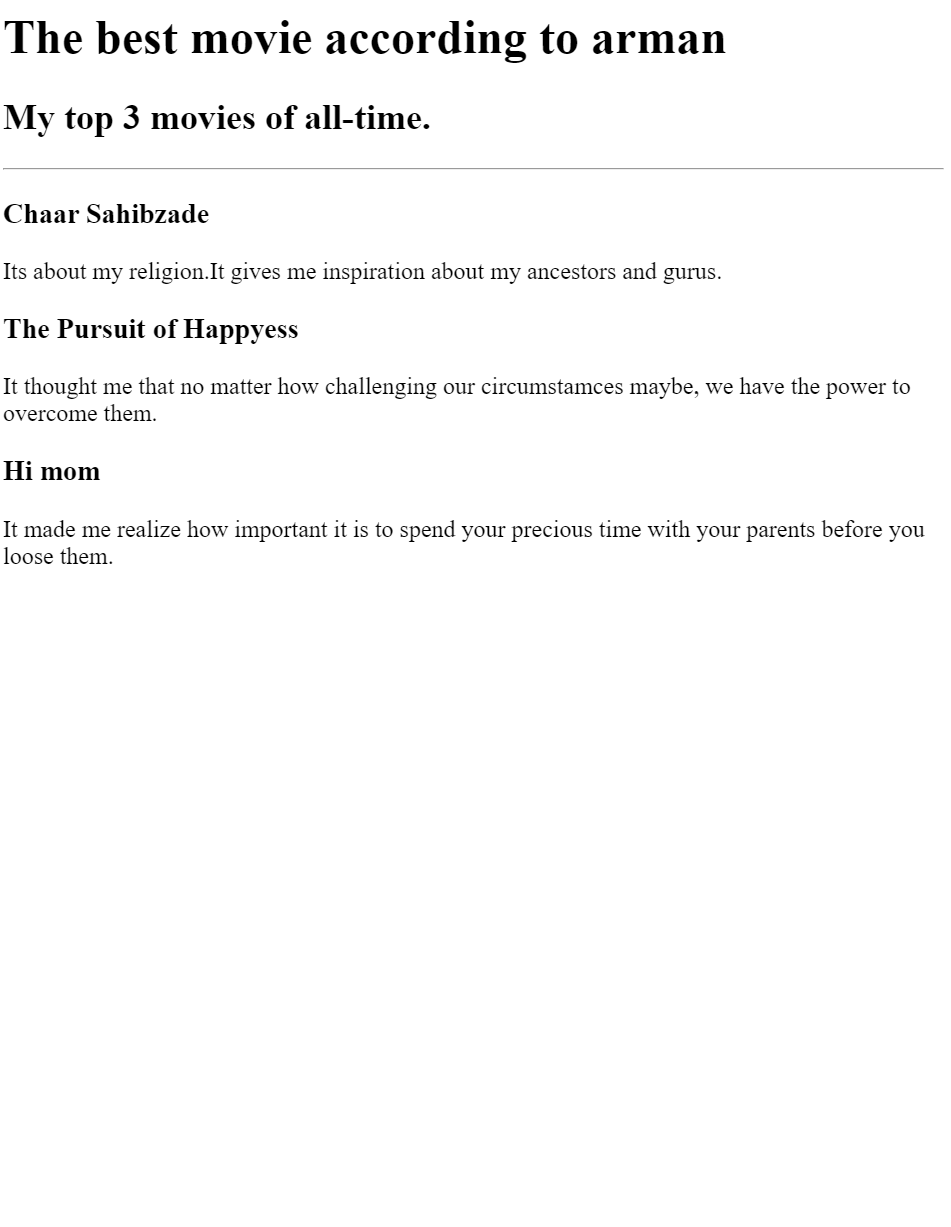 The best movie according to arman
My top 3 movies of all-time.
Chaar Sahibzade
Its about my religion.It gives me inspiration about my ancestors and gurus.
The Pursuit of Happyess
It thought me that no matter how challenging our circumstamces maybe, we have the power to
overcome them.
Hi mom
It made me realize how important it is to spend your precious time with your parents before you
loose them.